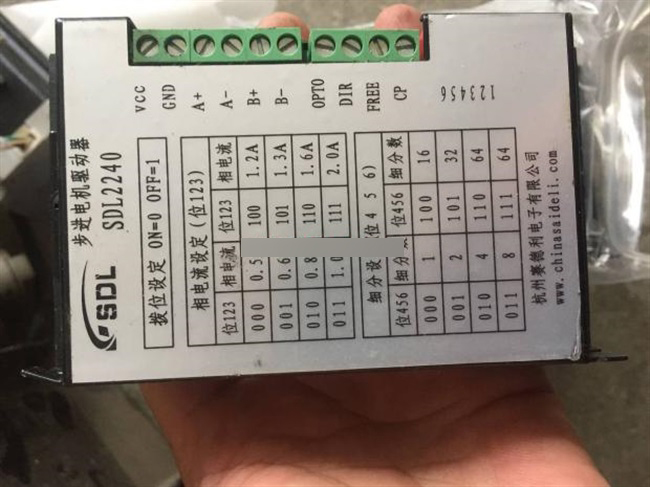 VCC
GND
A+
A-
B+
B-
OPTO
DIR
FREE
CP
123456
SDL
步进电机驱动器
SDL2240
拨位设定 ON=0 OFF=1
相电流设定(位123)
位123 相电流 位123 相电流
000 0.5 100 1.2A
001 0.6 101 1.3A
010 0.8 110 1.6A
011 1.0 111 2.0A
细分设 位4 5 6)
位456 细分 位456 细分数
000 1 100 16
001 2 101 32
010 4 110 64
011 8 111 64
杭州赛德利电子有限公司
www.chinasaideli.com